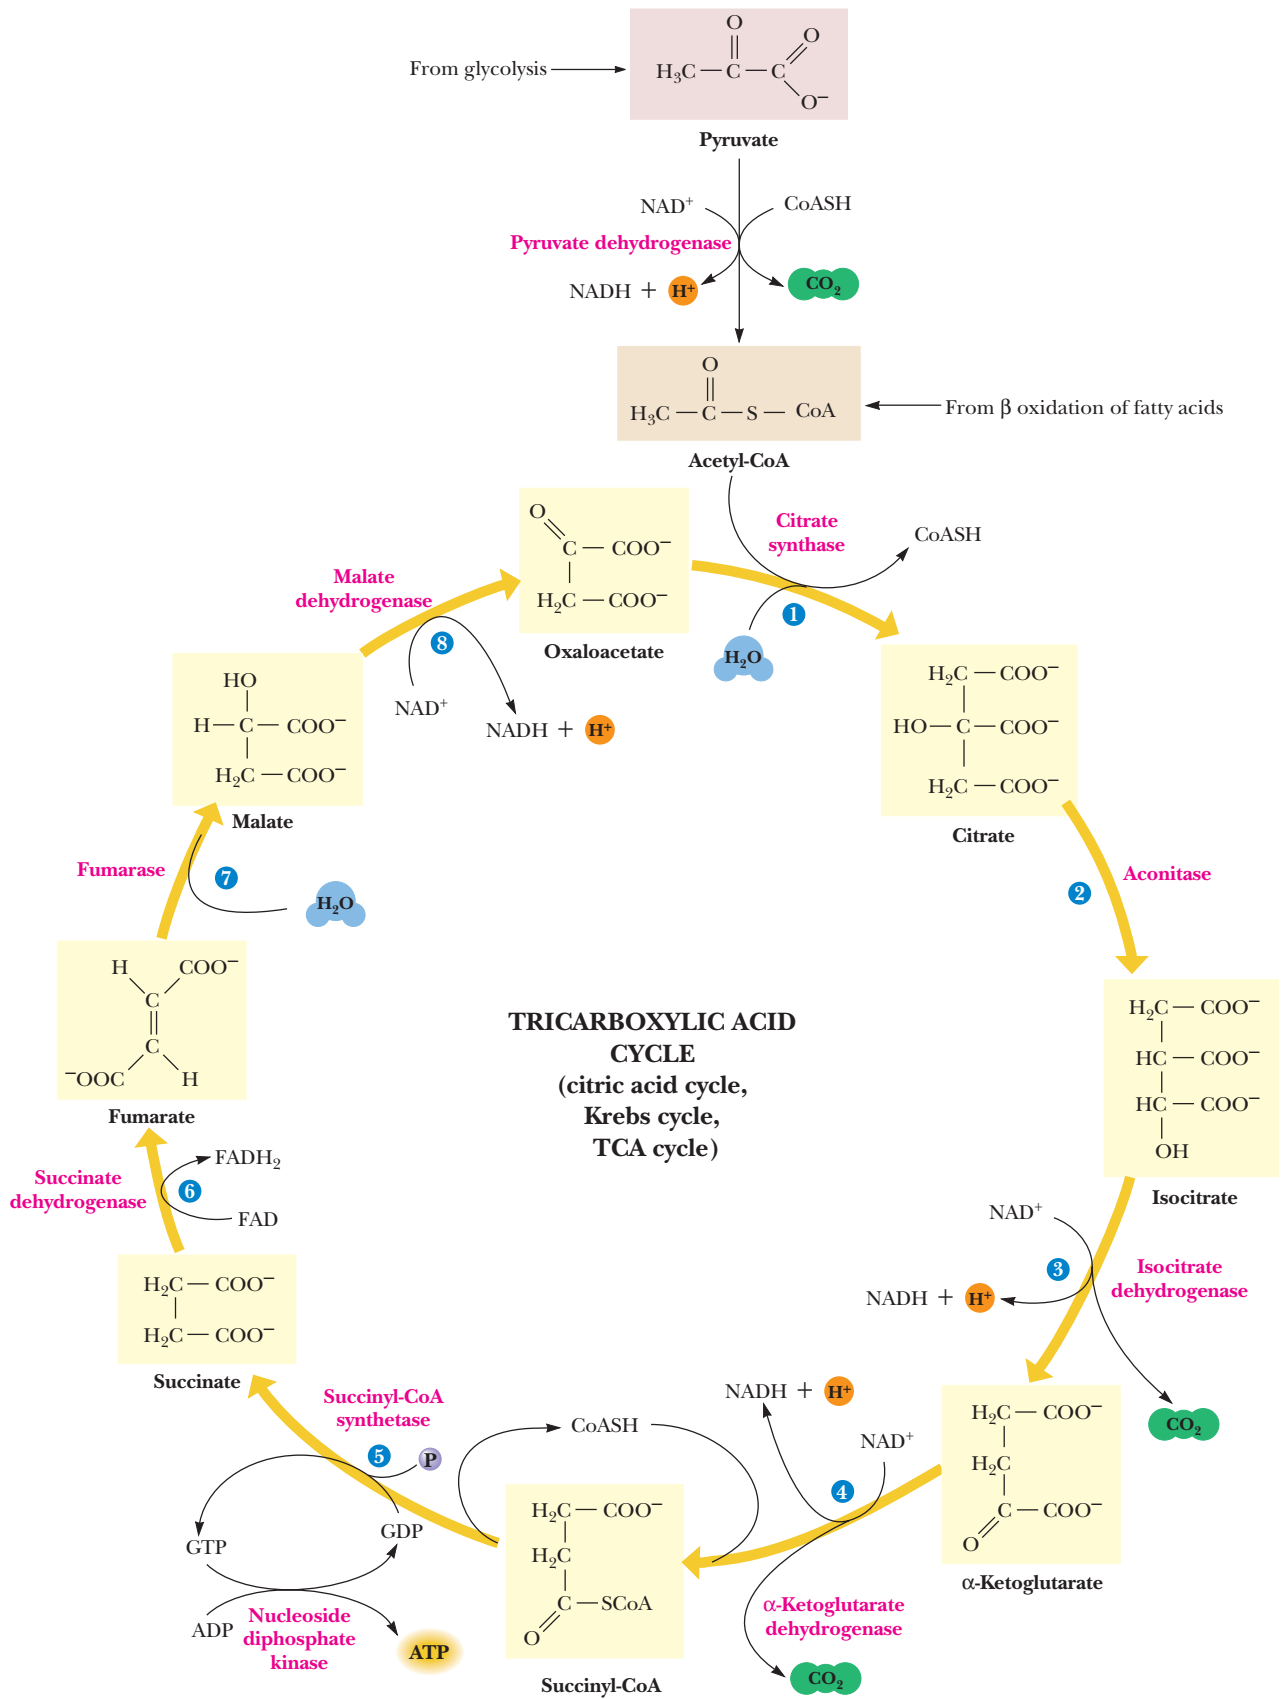 O
O
From glycolysis
H₃C — C — C
O⁻
Pyruvate
NAD⁺
CoASH
Pyruvate dehydrogenase
NADH + H⁺
CO₂
O
H₃C — C — S — CoA
From β oxidation of fatty acids
Acetyl-CoA
Citrate
synthase
CoASH
1
H₂O
O
C — COO⁻
H₂C — COO⁻
Oxaloacetate
H₂C — COO⁻
HO — C — COO⁻
H₂C — COO⁻
Citrate
Aconitase
2
H₂C — COO⁻
HC — COO⁻
HC — COO⁻
OH
Isocitrate
NAD⁺
3
Isocitrate
dehydrogenase
NADH + H⁺
CO₂
H₂C — COO⁻
H₂C
C — COO⁻
O
α-Ketoglutarate
NADH + H⁺
NAD⁺
4
α-Ketoglutarate
dehydrogenase
CO₂
CoASH
H₂C — COO⁻
H₂C
C — SCoA
O
Succinyl-CoA
Succinyl-CoA
synthetase
5
P
GTP
GDP
ADP
Nucleoside
diphosphate
kinase
ATP
H₂C — COO⁻
H₂C — COO⁻
Succinate
Succinate
dehydrogenase
FADH₂
6
FAD
H
COO⁻
C
C
⁻OOC
H
Fumarate
Fumarase
7
H₂O
HO
H — C — COO⁻
H₂C — COO⁻
Malate
Malate
dehydrogenase
8
NAD⁺
NADH + H⁺
TRICARBOXYLIC ACID
CYCLE
(citric acid cycle,
Krebs cycle,
TCA cycle)